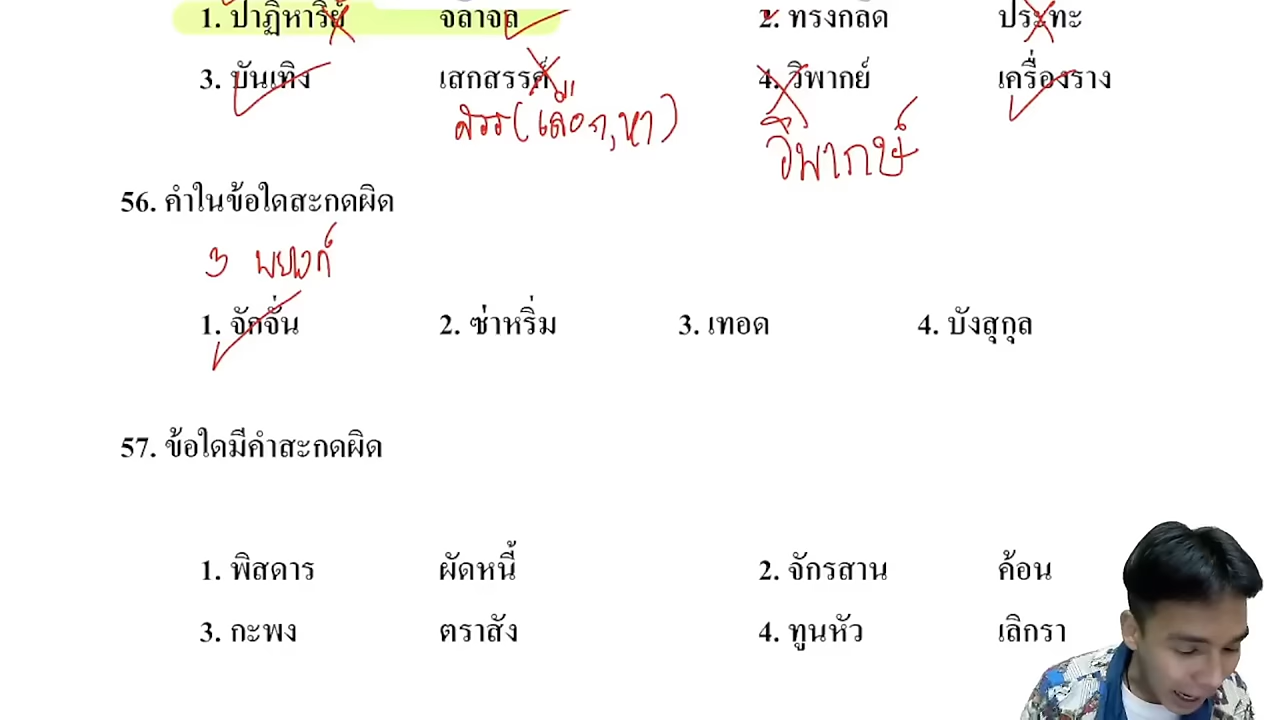 1. ปาฏิหาริย์ จลาจล 2. ทรงกลด ประทะ
3. บันเทิง เสกสรรค์ 4. วิพากย์ เครื่องราง
สรร(เลือก,หา) วิพากษ์
56. คำในข้อใดสะกดผิด
3 พยางค์
1. จักจั่น 2. ซ่าหริ่ม 3. เทอด 4. บังสุกุล
57. ข้อใดมีคำสะกดผิด
1. พิสดาร ผัดหนี้ 2. จักรสาน ค้อน
3. กะพง ตราสัง 4. ทูนหัว เลิกรา